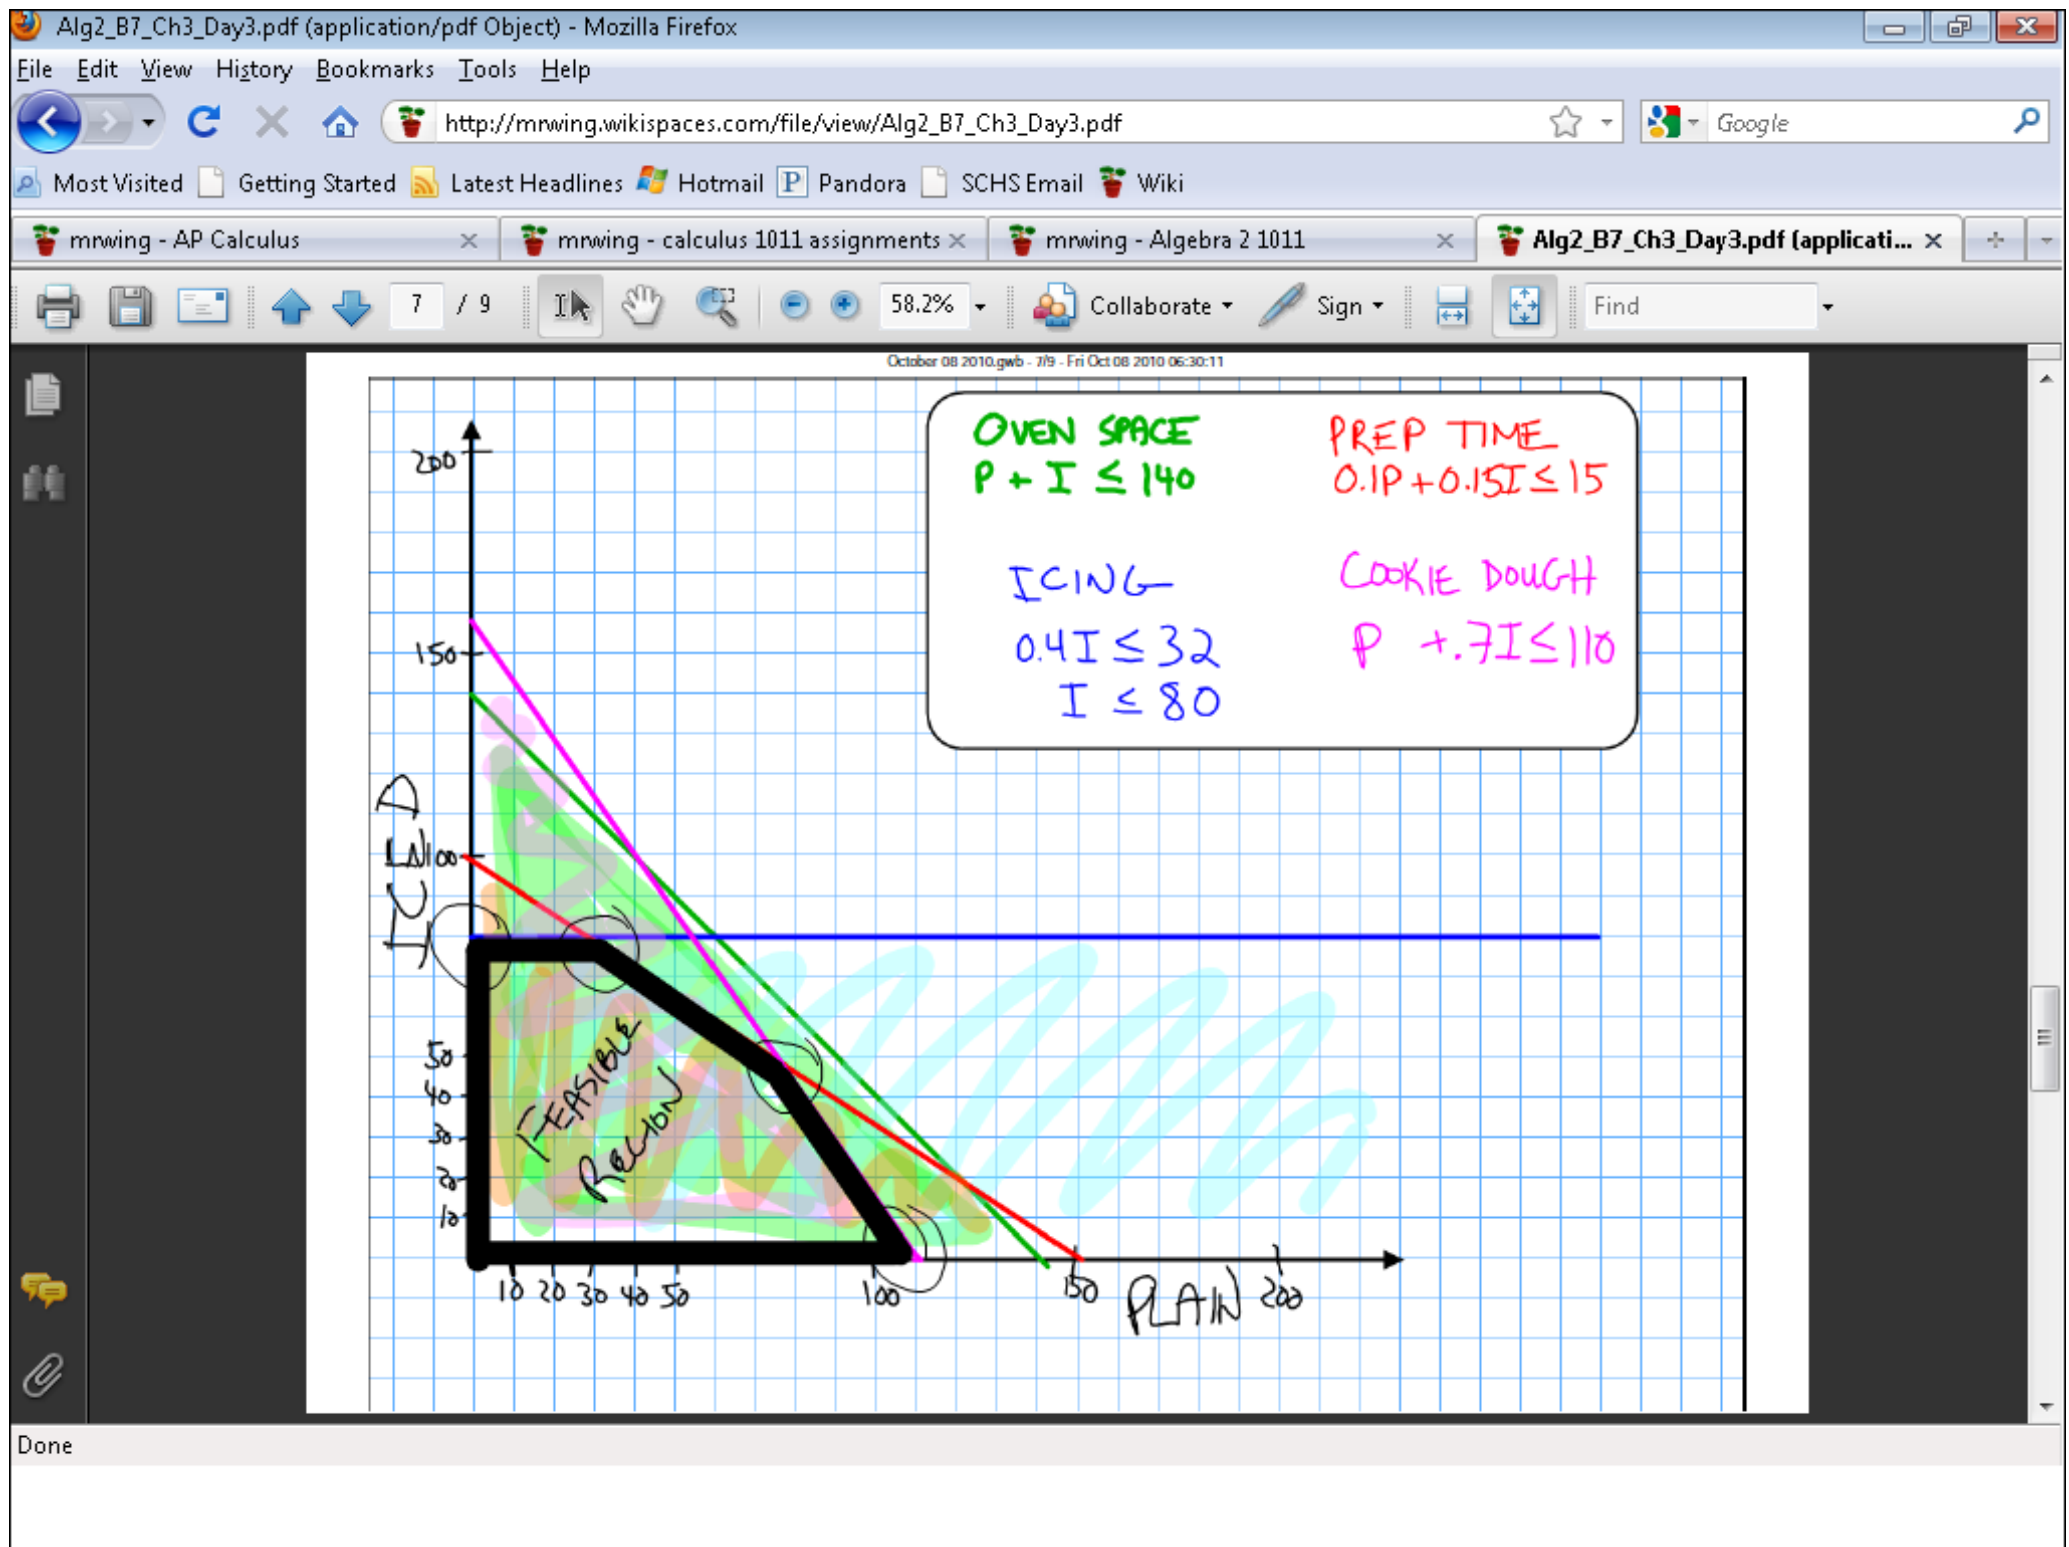 Alg2_B7_Ch3_Day3.pdf (application/pdf Object) - Mozilla Firefox
File Edit View History Bookmarks Tools Help
http://mrwing.wikispaces.com/file/view/Alg2_B7_Ch3_Day3.pdf Google
Most Visited Getting Started Latest Headlines Hotmail Pandora SCHS Email Wiki
mrwing - AP Calculus mrwing - calculus 1011 assignments mrwing - Algebra 2 1011 Alg2_B7_Ch3_Day3.pdf (applicati...
7 / 9 58.2% Collaborate Sign Find
October 08 2010.gwb - 7/9 - Fri Oct 08 2010 06:30:11
OVEN SPACE
P + I ≤ 140
PREP TIME
0.1P + 0.15I ≤ 15
ICING
0.4I ≤ 32
I ≤ 80
COOKIE DOUGH
P + .7I ≤ 110
200
150
100
ICED
50
40
30
20
10
FEASIBLE
REGION
10 20 30 40 50 100 150 200
PLAIN
Done